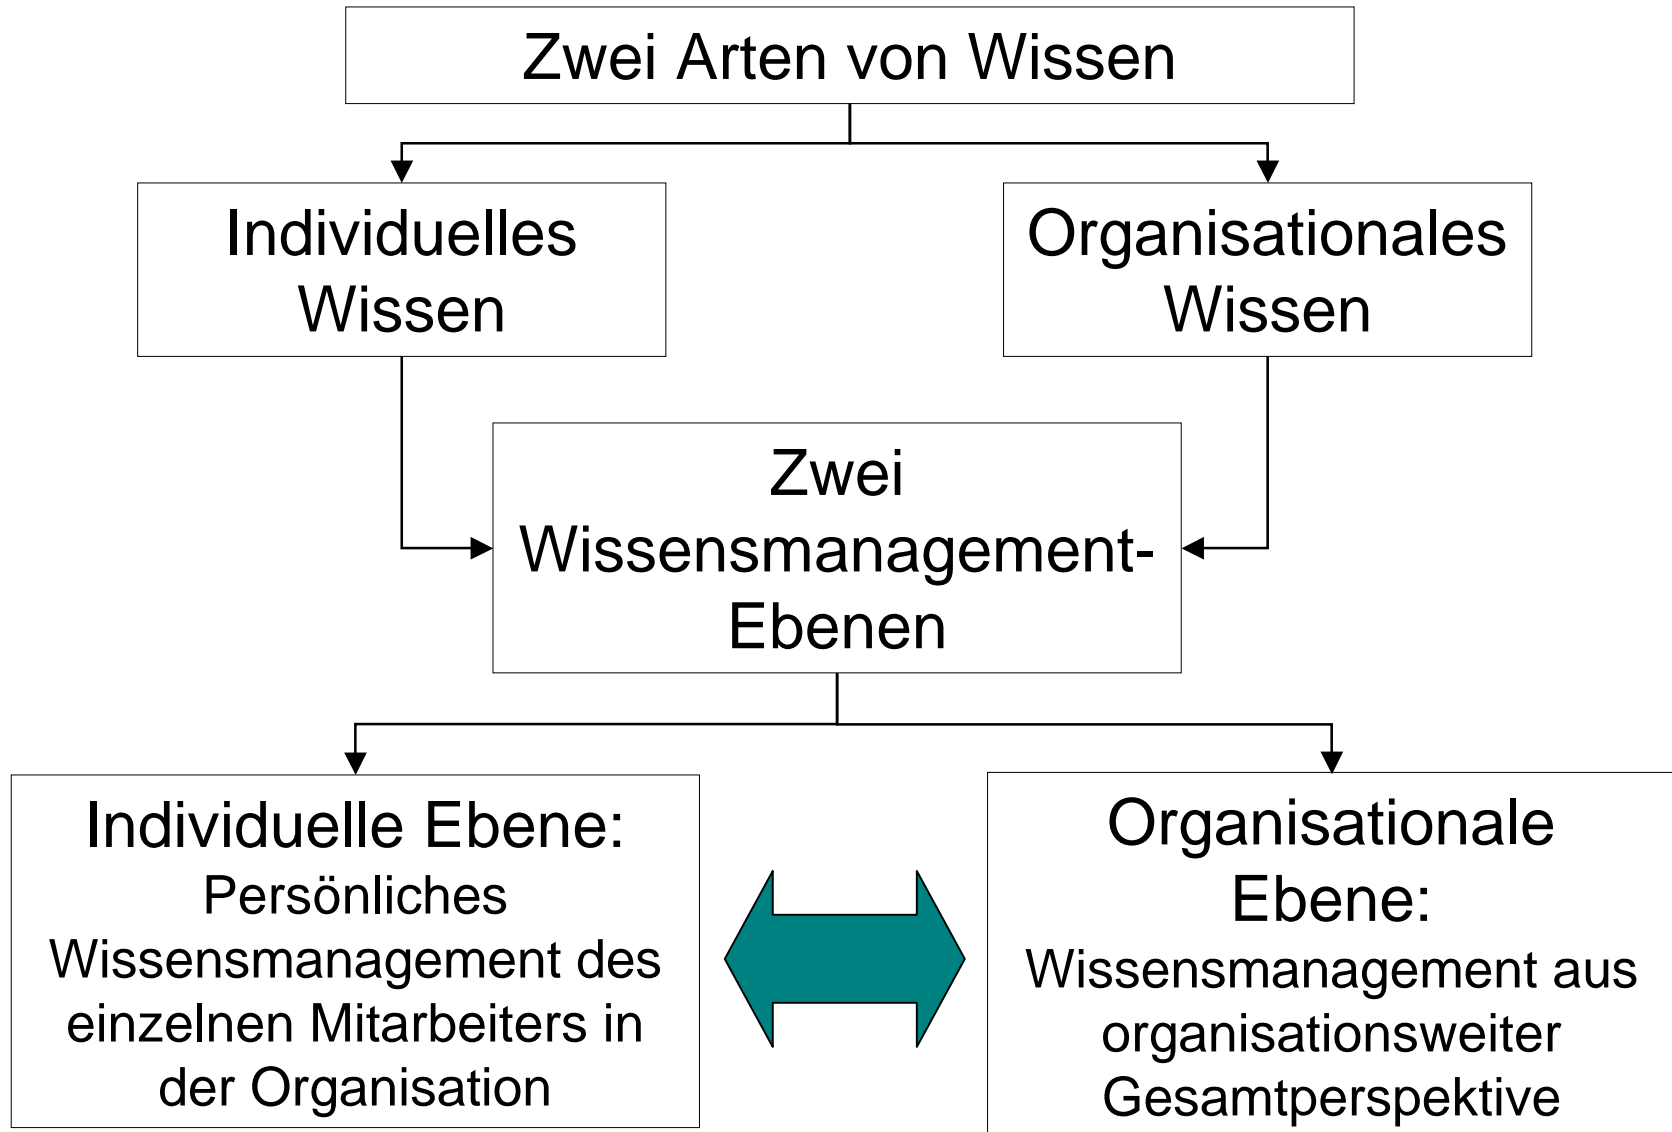 Zwei Arten von Wissen
Individuelles
Wissen
Organisationales
Wissen
Zwei
Wissensmanagement-
Ebenen
Individuelle Ebene:
Persönliches
Wissensmanagement des
einzelnen Mitarbeiters in
der Organisation
Organisationale
Ebene:
Wissensmanagement aus
organisationsweiter
Gesamtperspektive